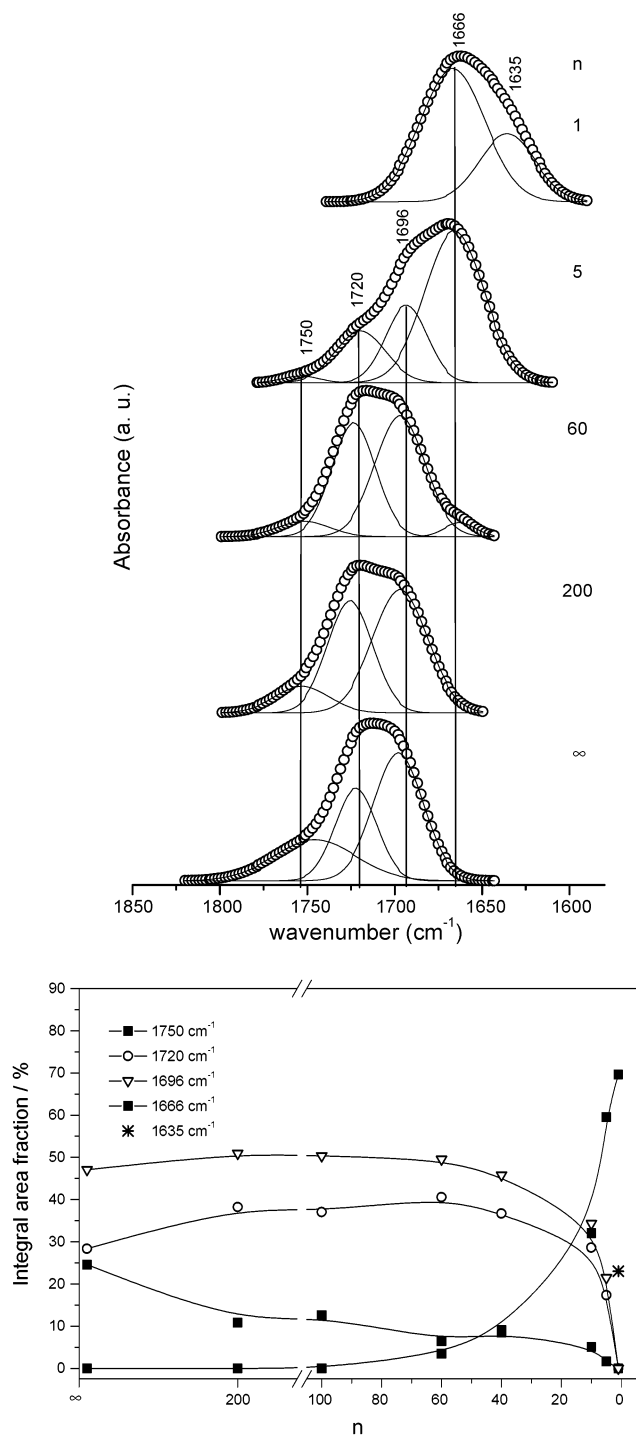 1666
1635
n
1
1696
1720
1750
5
60
200
∞
Absorbance (a. u.)
1850 1800 1750 1700 1650 1600
wavenumber (cm⁻¹)
90
80
70
60
50
40
30
20
10
0
Integral area fraction / %
1750 cm⁻¹
1720 cm⁻¹
1696 cm⁻¹
1666 cm⁻¹
1635 cm⁻¹
∞ 200 100 80 60 40 20 0
n